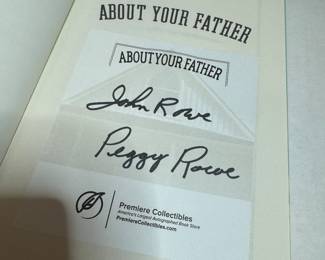 ABOUT YOUR FATHER
ABOUT YOUR FATHER
John Rowe
Peggy Rowe
Premiere Collectibles
America's Largest Autographed Book Store
PremiereCollectibles.com